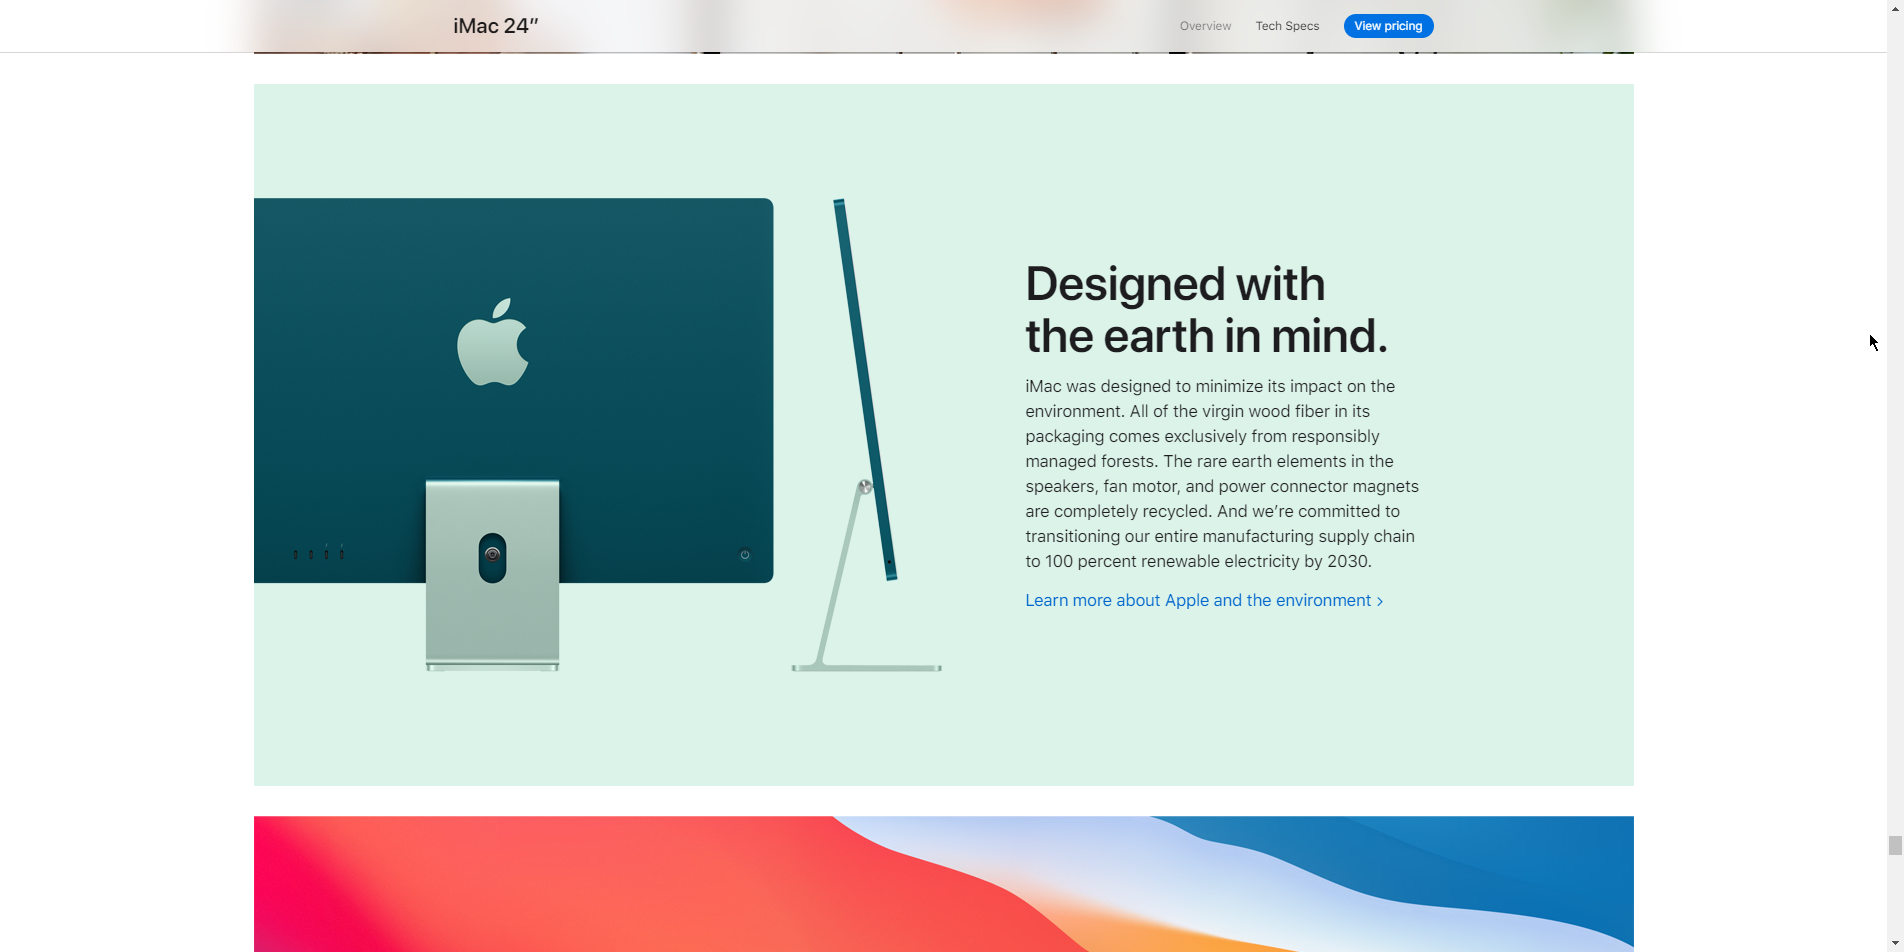 iMac 24″
Overview
Tech Specs
View pricing
Designed with
the earth in mind.
iMac was designed to minimize its impact on the
environment. All of the virgin wood fiber in its
packaging comes exclusively from responsibly
managed forests. The rare earth elements in the
speakers, fan motor, and power connector magnets
are completely recycled. And we’re committed to
transitioning our entire manufacturing supply chain
to 100 percent renewable electricity by 2030.
Learn more about Apple and the environment >